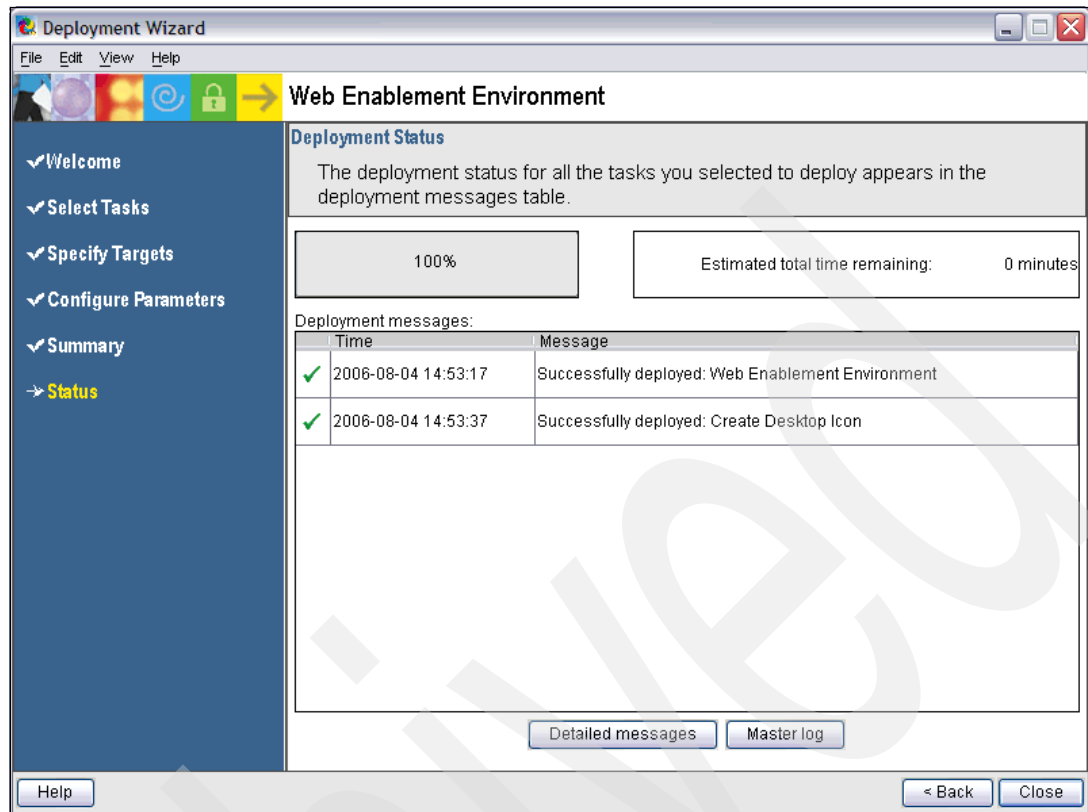 Deployment Wizard
File Edit View Help
Web Enablement Environment
Welcome
Select Tasks
Specify Targets
Configure Parameters
Summary
Status
Deployment Status
The deployment status for all the tasks you selected to deploy appears in the
deployment messages table.
100%
Estimated total time remaining: 0 minutes
Deployment messages:
Time Message
2006-08-04 14:53:17 Successfully deployed: Web Enablement Environment
2006-08-04 14:53:37 Successfully deployed: Create Desktop Icon
Detailed messages Master log
Help < Back Close